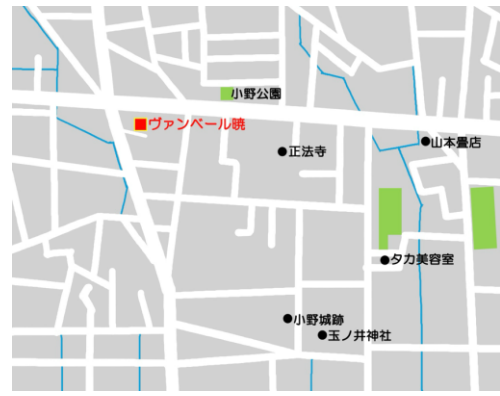 小野公園
ヴァンベール暁
山本畳店
正法寺
タカ美容室
小野城跡
玉ノ井神社